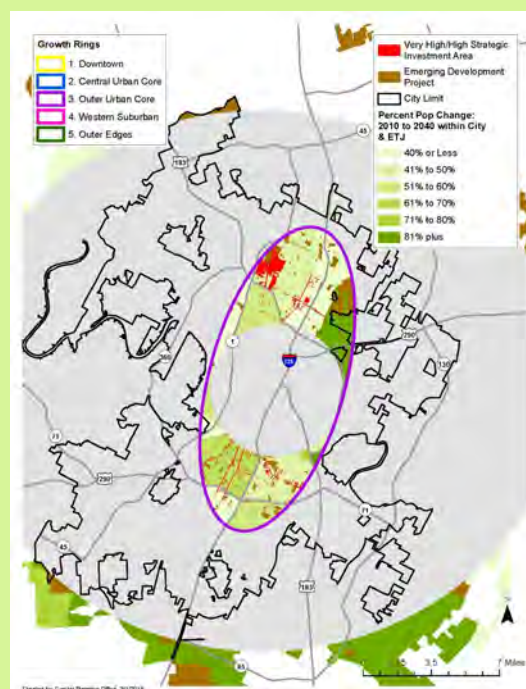 Growth Rings
1. Downtown
2. Central Urban Core
3. Outer Urban Core
4. Western Suburban
5. Outer Edges
Very High/High Strategic
Investment Area
Emerging Development
Project
City Limit
Percent Pop Change:
2010 to 2040 within City
& ETJ
40% or Less
41% to 50%
51% to 60%
61% to 70%
71% to 80%
81% plus
45
183
1
290
130
360
71
290
71
45
183
85
3.5
7 Miles